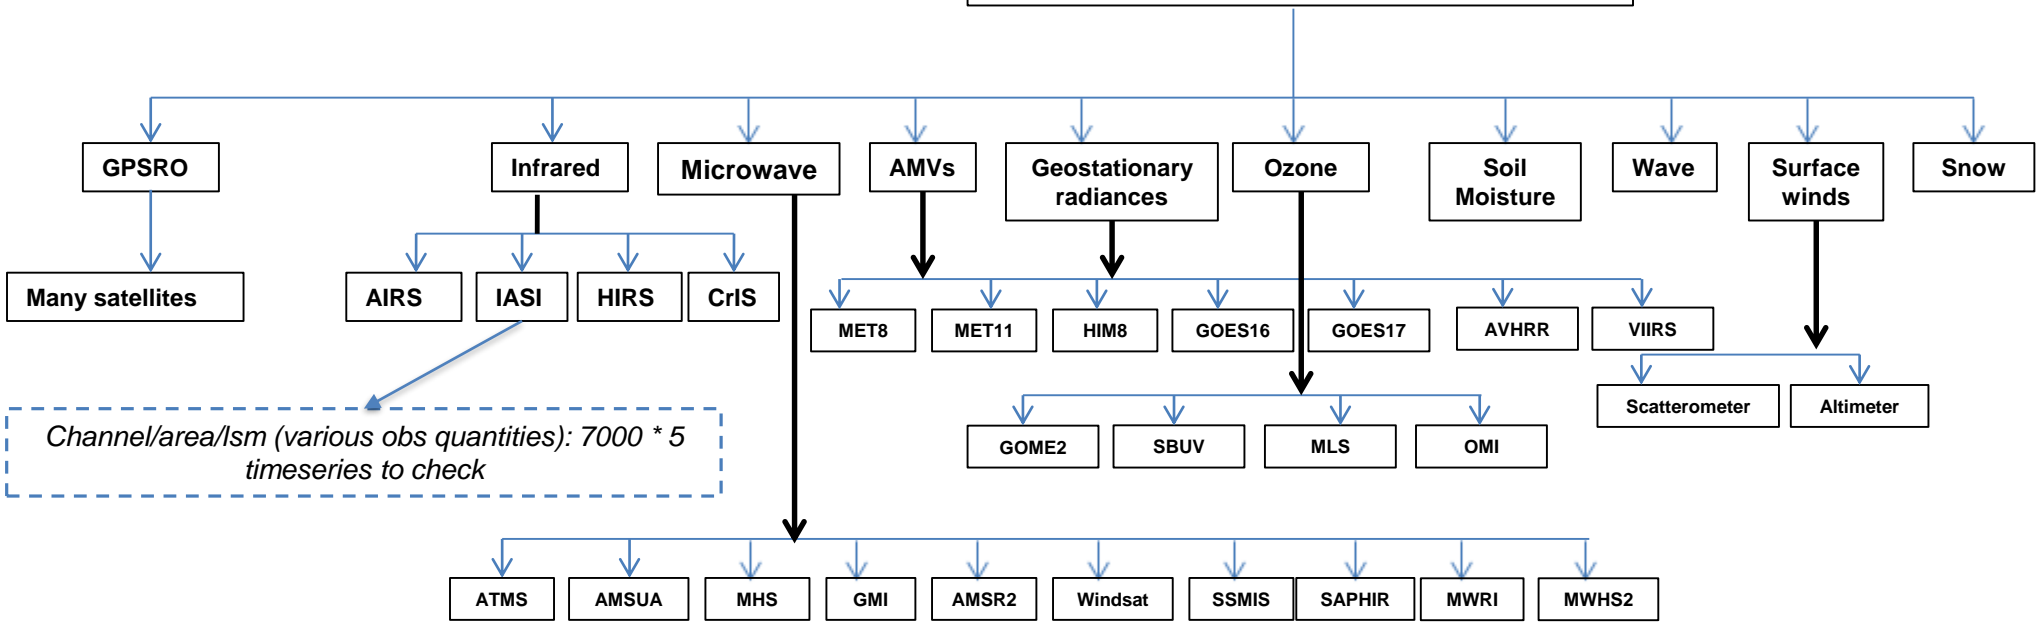 GPSRO
Infrared
Microwave
AMVs
Geostationary
radiances
Ozone
Soil
Moisture
Wave
Surface
winds
Snow
Many satellites
AIRS
IASI
HIRS
CrIS
MET8
MET11
HIM8
GOES16
GOES17
AVHRR
VIIRS
Scatterometer
Altimeter
Channel/area/lsm (various obs quantities): 7000 * 5
timeseries to check
GOME2
SBUV
MLS
OMI
ATMS
AMSUA
MHS
GMI
AMSR2
Windsat
SSMIS
SAPHIR
MWRI
MWHS2